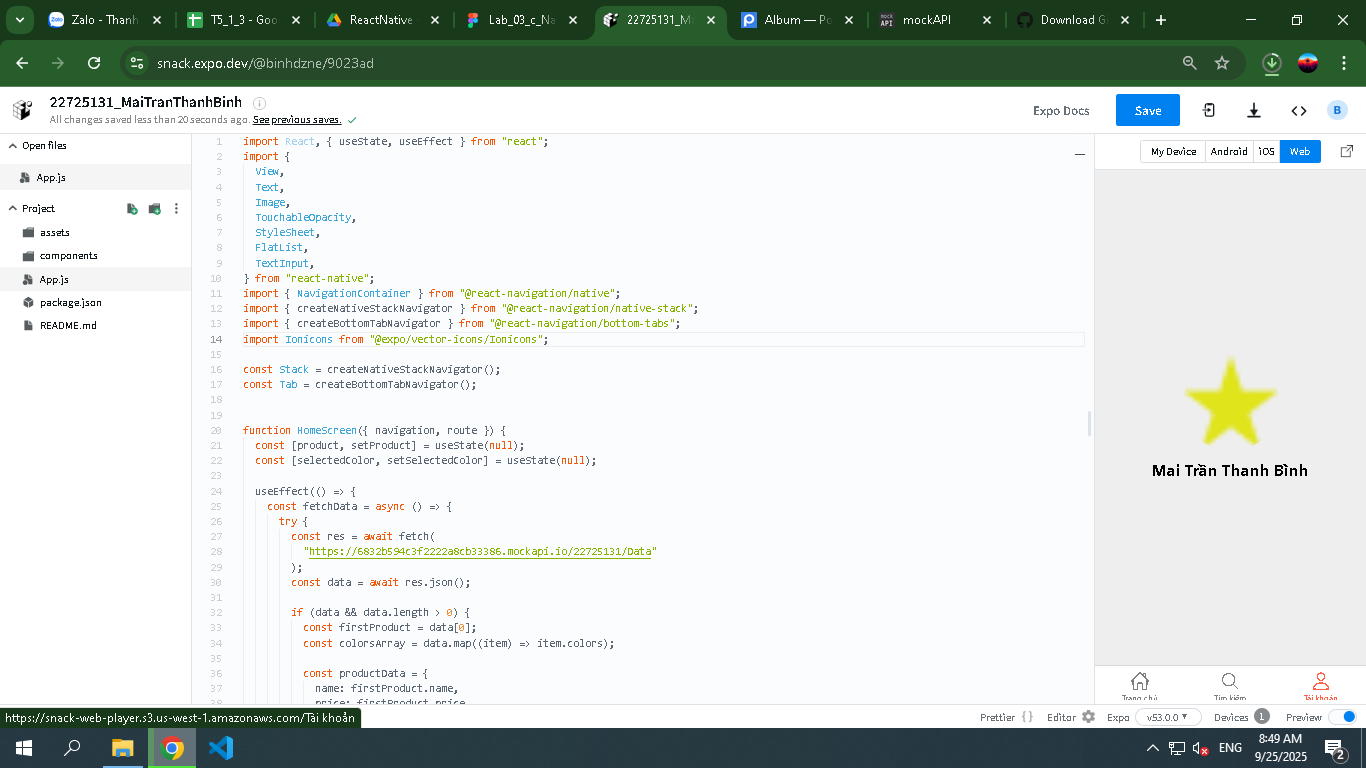 Zalo - Thanh
T5_1_3 - Goo
ReactNative
Lab_03_c_Na
22725131_Ma
Album — Po
mockAPI
Download Gi
snack.expo.dev/@binhdzne/9023ad
22725131_MaiTranThanhBinh
All changes saved less than 20 seconds ago. See previous saves.
Expo Docs
Save
B
Open files
App.js
Project
assets
components
App.js
package.json
README.md
1 import React, { useState, useEffect } from "react";
2 import {
3 View,
4 Text,
5 Image,
6 TouchableOpacity,
7 StyleSheet,
8 FlatList,
9 TextInput,
10 } from "react-native";
11 import { NavigationContainer } from "@react-navigation/native";
12 import { createNativeStackNavigator } from "@react-navigation/native-stack";
13 import { createBottomTabNavigator } from "@react-navigation/bottom-tabs";
14 import Ionicons from "@expo/vector-icons/Ionicons";
15
16 const Stack = createNativeStackNavigator();
17 const Tab = createBottomTabNavigator();
18
19
20 function HomeScreen({ navigation, route }) {
21 const [product, setProduct] = useState(null);
22 const [selectedColor, setSelectedColor] = useState(null);
23
24 useEffect(() => {
25 const fetchData = async () => {
26 try {
27 const res = await fetch(
28 "https://6832b594c3f2222a8cb33386.mockapi.io/22725131/Data"
29 );
30 const data = await res.json();
31
32 if (data && data.length > 0) {
33 const firstProduct = data[0];
34 const colorsArray = data.map((item) => item.colors);
35
36 const productData = {
37 name: firstProduct.name,
38 price: firstProduct.price
My Device
Android
iOS
Web
Mai Trần Thanh Bình
Trang chủ
Tìm kiếm
Tài khoản
https://snack-web-player.s3.us-west-1.amazonaws.com/Tài khoản
Prettier { }
Editor
Expo
v53.0.0
Devices 1
Preview
ENG
8:49 AM
9/25/2025
2